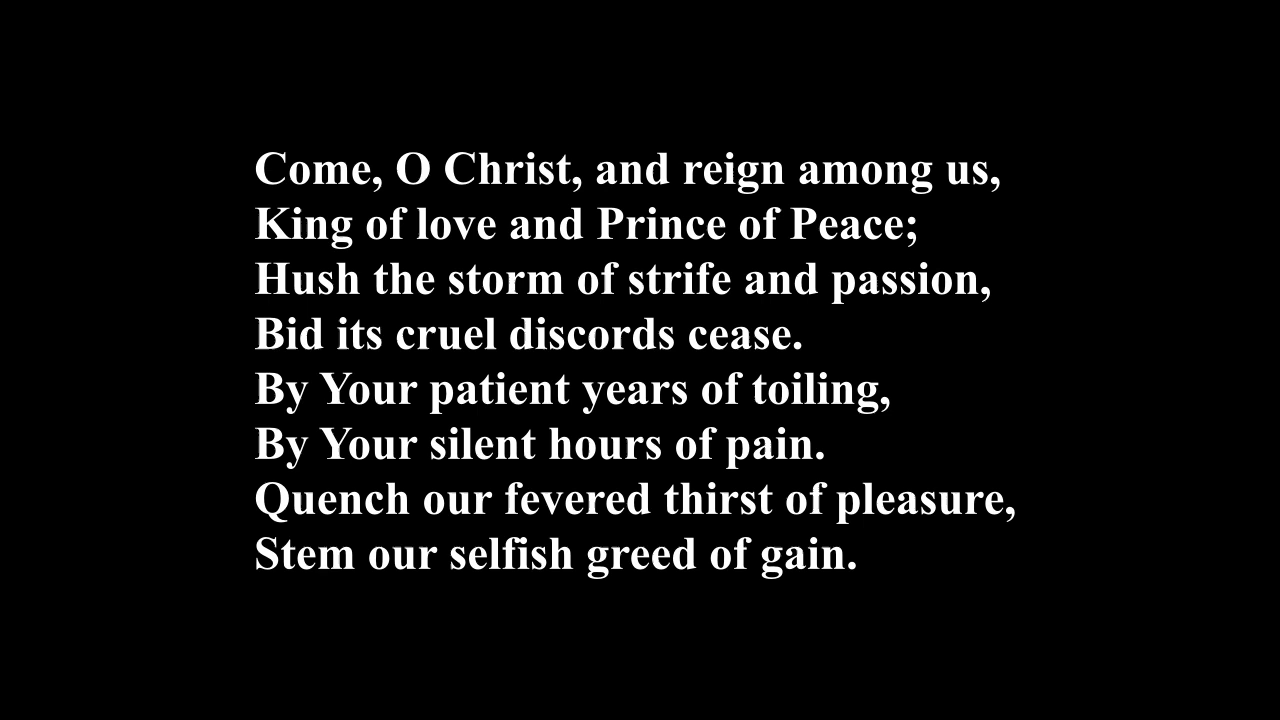 Come, O Christ, and reign among us,
King of love and Prince of Peace;
Hush the storm of strife and passion,
Bid its cruel discords cease.
By Your patient years of toiling,
By Your silent hours of pain.
Quench our fevered thirst of pleasure,
Stem our selfish greed of gain.